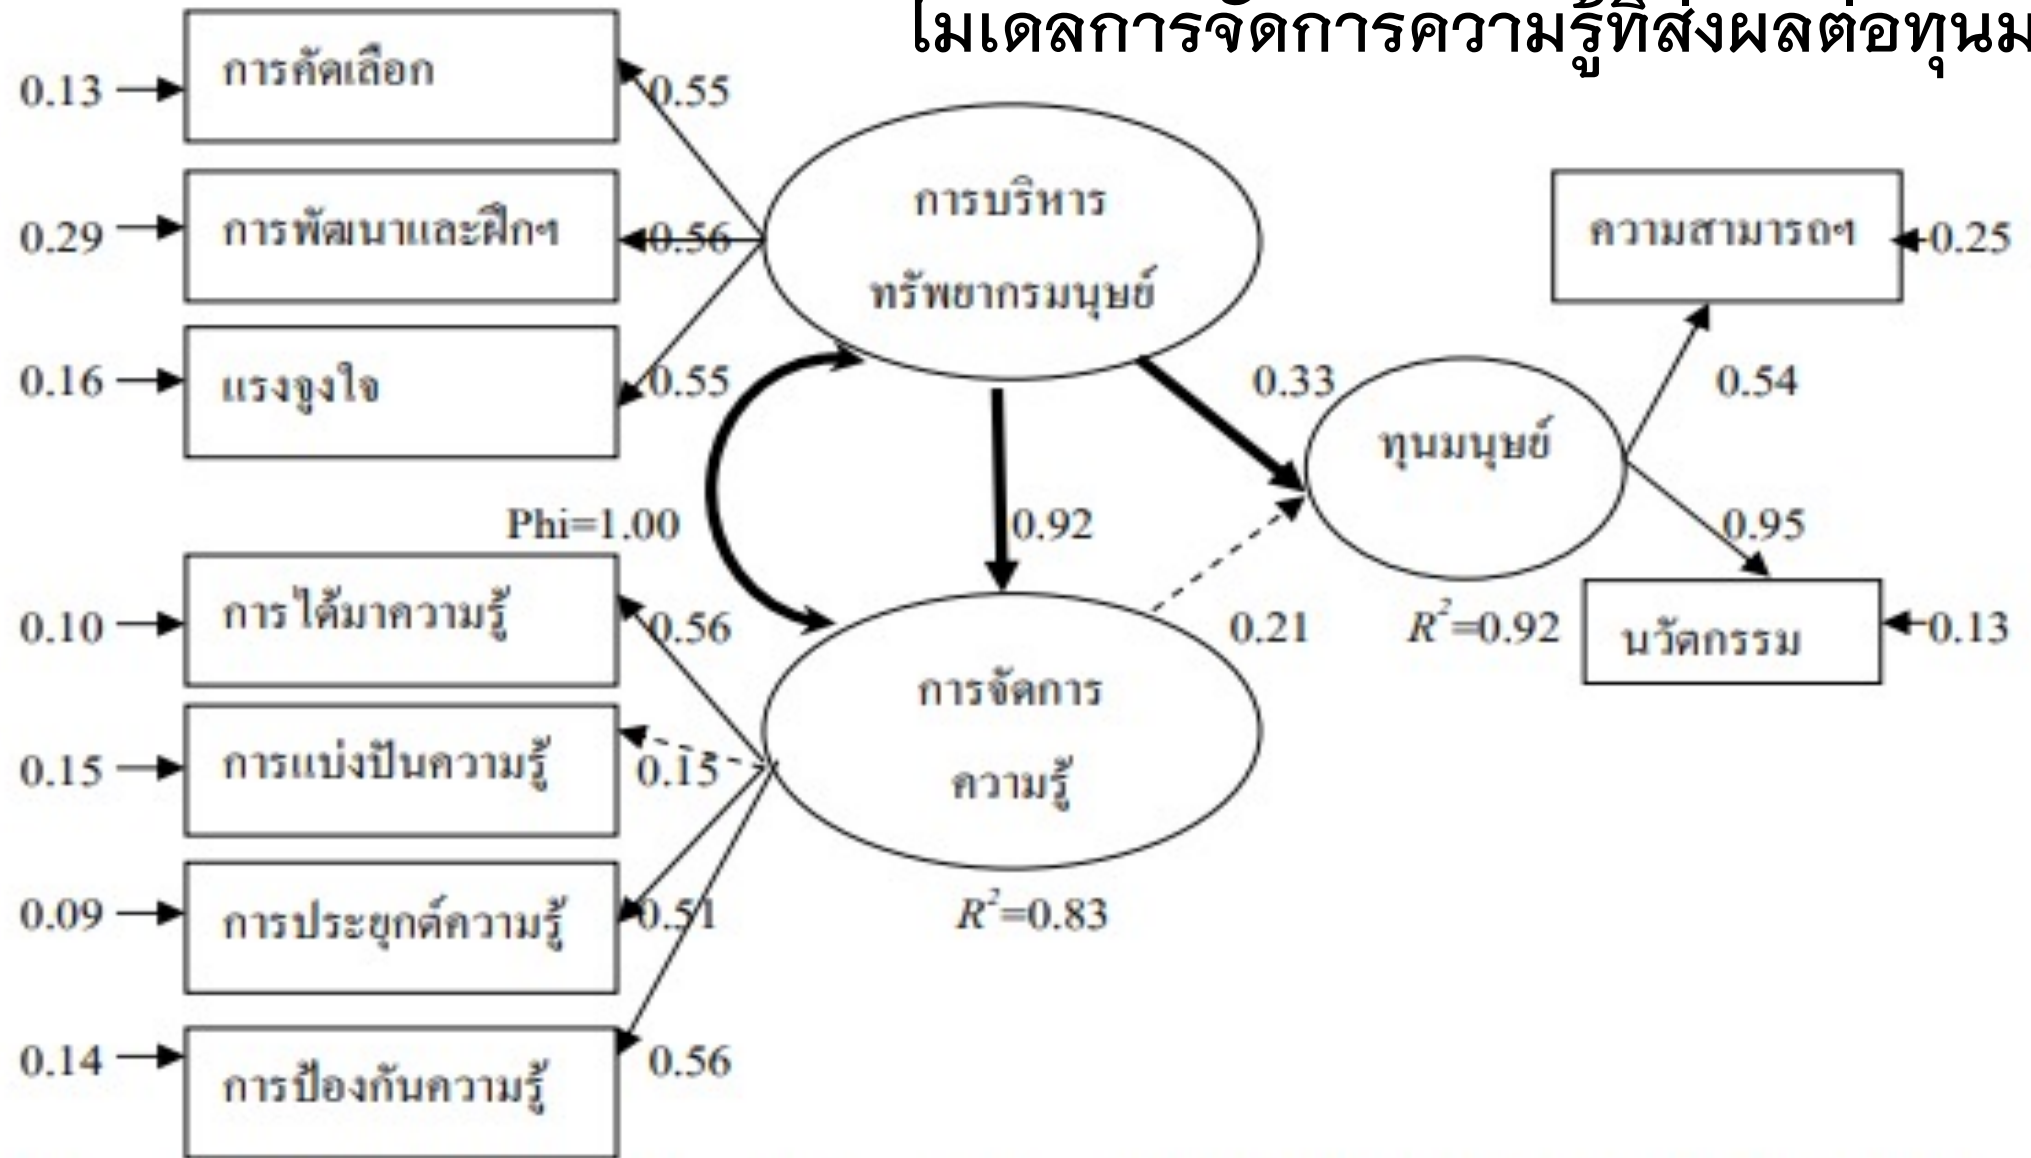 โมเดลการจัดการความรู้ที่ส่งผลต่อทุนม
0.13
การคัดเลือก
0.55
0.29
การพัฒนาและฝึกฯ
0.56
0.16
แรงจูงใจ
0.55
การบริหาร
ทรัพยากรมนุษย์
ความสามารถฯ
0.25
0.33
0.54
ทุนมนุษย์
Phi=1.00
0.92
0.95
0.10
การได้มาความรู้
0.56
0.21
R²=0.92
นวัตกรรม
0.13
การจัดการ
ความรู้
0.15
การแบ่งปันความรู้
0.15
0.09
การประยุกต์ความรู้
0.51
R²=0.83
0.14
การป้องกันความรู้
0.56